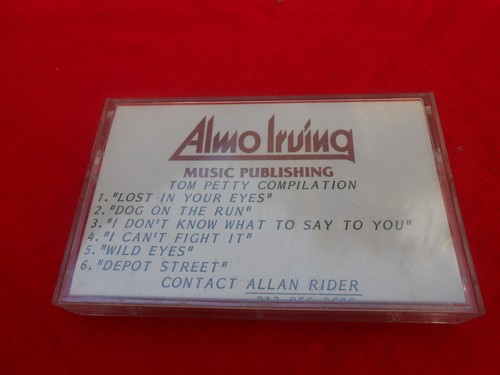 Almo Irving
MUSIC PUBLISHING
TOM PETTY COMPILATION
1. "LOST IN YOUR EYES"
2. "DOG ON THE RUN"
3. "I DON'T KNOW WHAT TO SAY TO YOU"
4. "I CAN'T FIGHT IT"
5. "WILD EYES"
6. "DEPOT STREET"
CONTACT ALLAN RIDER